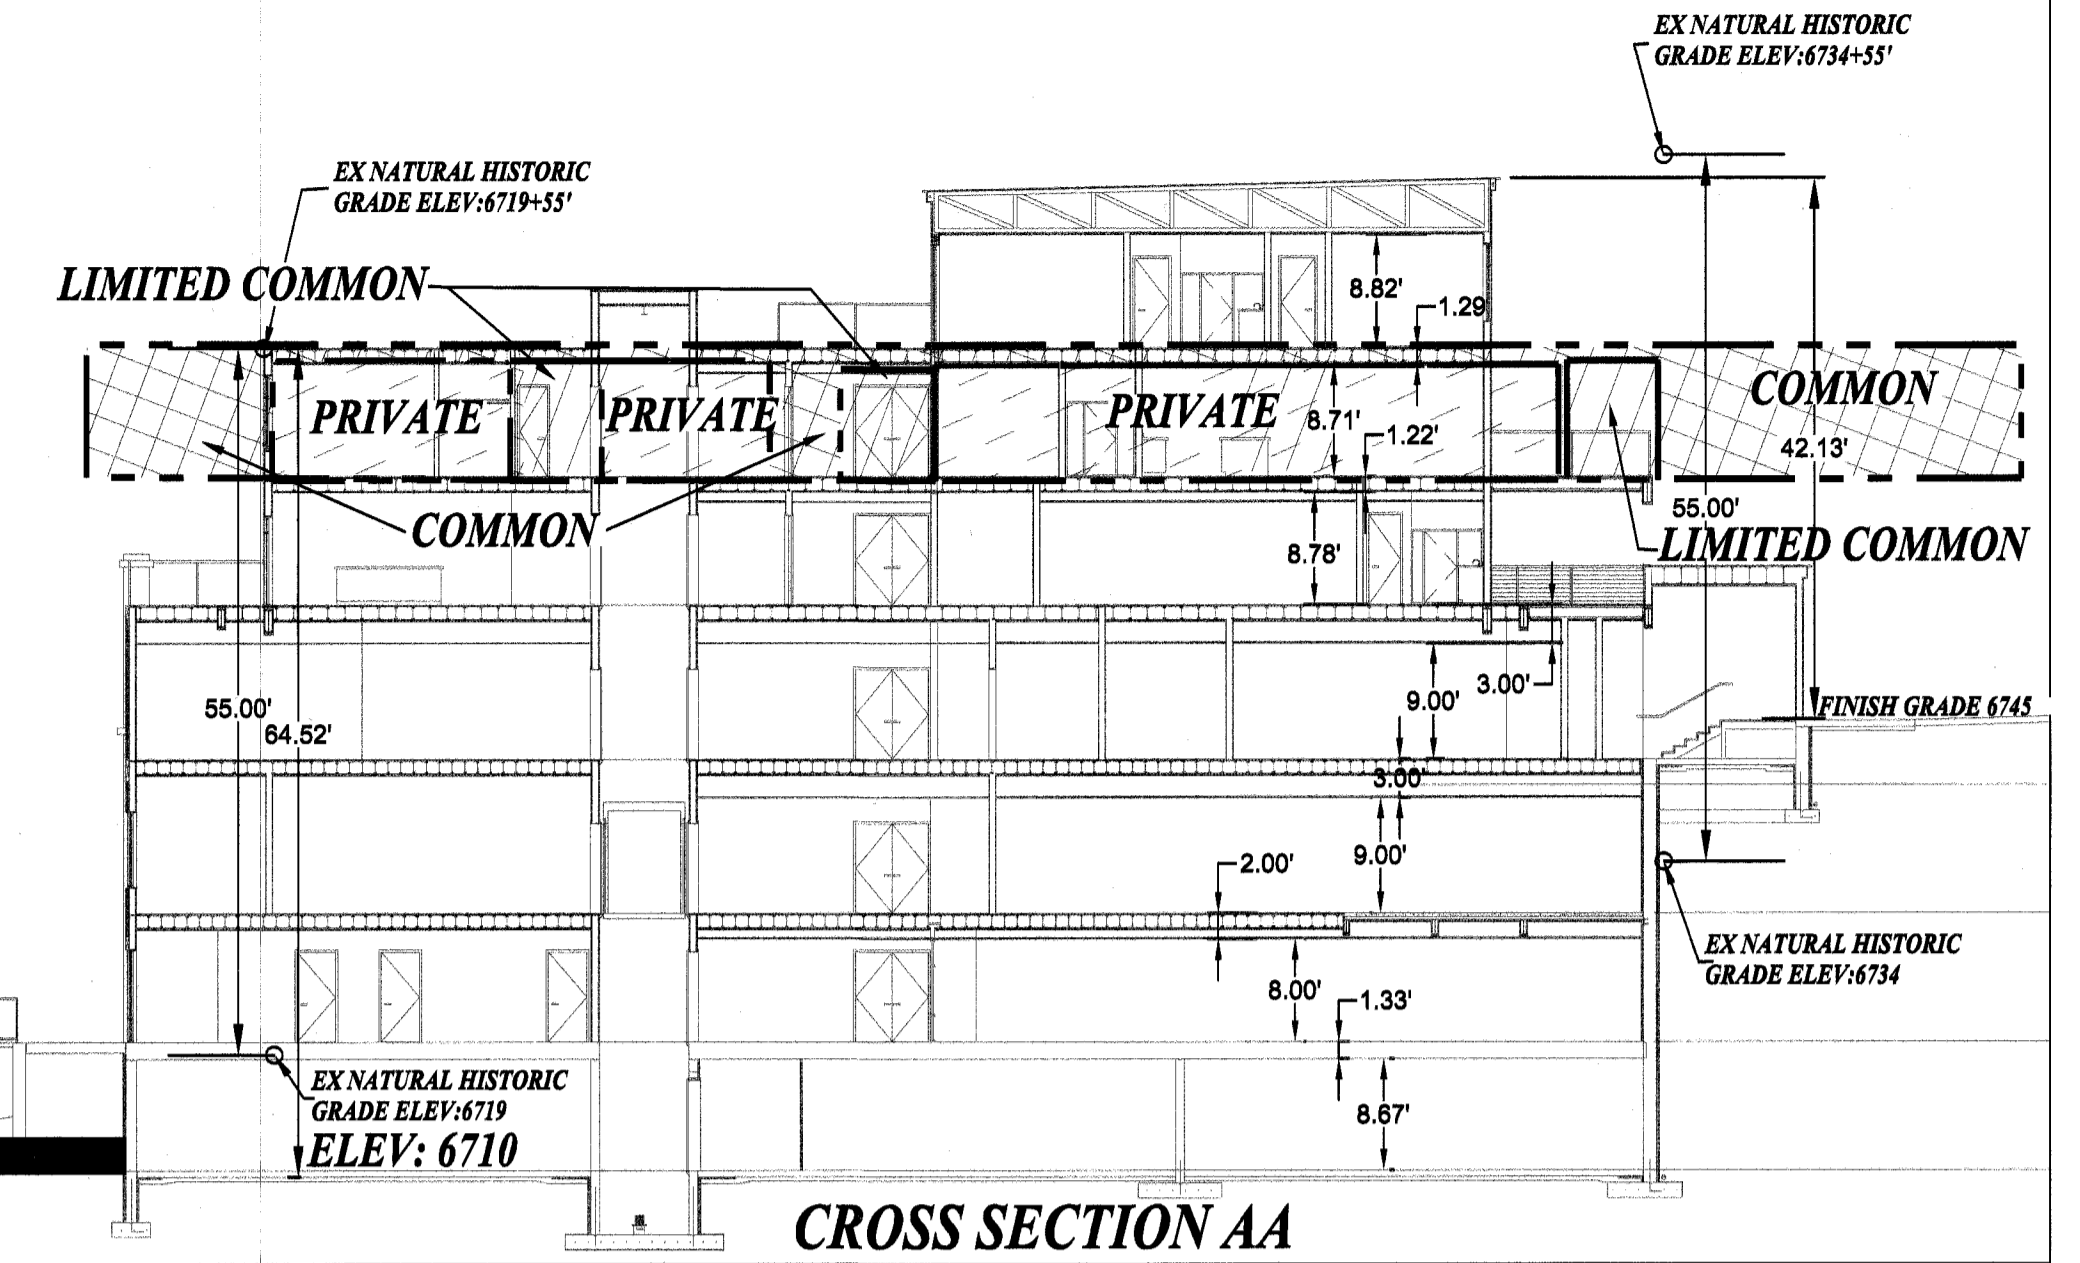 EX NATURAL HISTORIC
GRADE ELEV:6734+55'
EX NATURAL HISTORIC
GRADE ELEV:6719+55'
LIMITED COMMON
8.82'
1.29
PRIVATE
PRIVATE
PRIVATE
8.71'
1.22'
COMMON
42.13'
55.00'
COMMON
LIMITED COMMON
8.78'
55.00'
64.52'
9.00'
3.00'
FINISH GRADE 6745
3.00'
9.00'
2.00'
8.00'
1.33'
EX NATURAL HISTORIC
GRADE ELEV:6734
EX NATURAL HISTORIC
GRADE ELEV:6719
ELEV: 6710
8.67'
CROSS SECTION AA